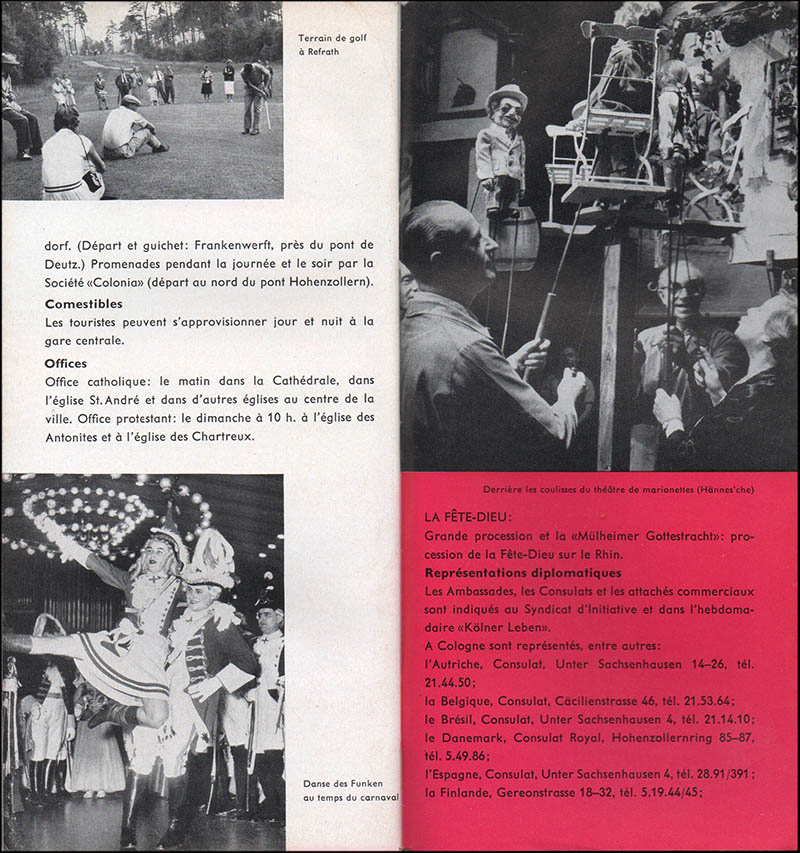 Terrain de golf
à Refrath
dorf. (Départ et guichet: Frankenwerft, près du pont de
Deutz.) Promenades pendant la journée et le soir par la
Société «Colonia» (départ au nord du pont Hohenzollern).
Comestibles
Les touristes peuvent s’approvisionner jour et nuit à la
gare centrale.
Offices
Office catholique: le matin dans la Cathédrale, dans
l’église St. André et dans d’autres églises au centre de la
ville. Office protestant: le dimanche à 10 h. à l’église des
Antonites et à l’église des Chartreux.
Danse des Funken
au temps du carnaval
Derrière les coulisses du théâtre de marionettes (Hännes’che)
LA FÊTE-DIEU:
Grande procession et la «Mülheimer Gottestracht»: pro-
cession de la Fête-Dieu sur le Rhin.
Représentations diplomatiques
Les Ambassades, les Consulats et les attachés commerciaux
sont indiqués au Syndicat d’Initiative et dans l’hebdoma-
daire «Kölner Leben».
A Cologne sont représentés, entre autres:
l’Autriche, Consulat, Unter Sachsenhausen 14–26, tél.
21.44.50;
la Belgique, Consulat, Cäcilienstrasse 46, tél. 21.53.64;
le Brésil, Consulat, Unter Sachsenhausen 4, tél. 21.14.10;
le Danemark, Consulat Royal, Hohenzollernring 85–87,
tél. 5.49.86;
l’Espagne, Consulat, Unter Sachsenhausen 4, tél. 28.91/391;
la Finlande, Gereonstrasse 18–32, tél. 5.19.44/45;